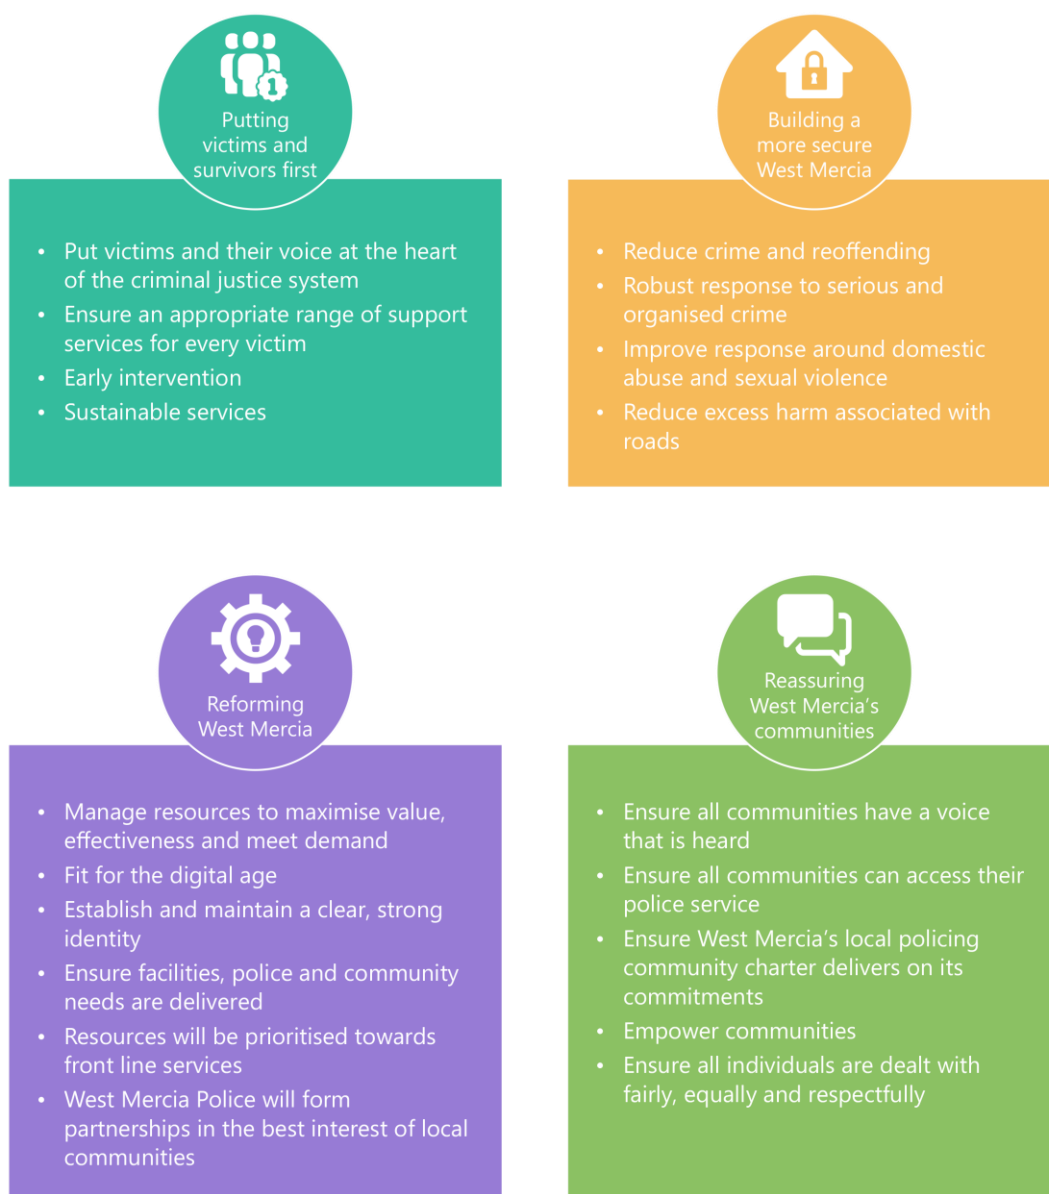 1
Putting
victims and
survivors first
• Put victims and their voice at the heart
of the criminal justice system
• Ensure an appropriate range of support
services for every victim
• Early intervention
• Sustainable services
Building a
more secure
West Mercia
• Reduce crime and reoffending
• Robust response to serious and
organised crime
• Improve response around domestic
abuse and sexual violence
• Reduce excess harm associated with
roads
Reforming
West Mercia
• Manage resources to maximise value,
effectiveness and meet demand
• Fit for the digital age
• Establish and maintain a clear, strong
identity
• Ensure facilities, police and community
needs are delivered
• Resources will be prioritised towards
front line services
• West Mercia Police will form
partnerships in the best interest of local
communities
Reassuring
West Mercia's
communities
• Ensure all communities have a voice
that is heard
• Ensure all communities can access their
police service
• Ensure West Mercia's local policing
community charter delivers on its
commitments
• Empower communities
• Ensure all individuals are dealt with
fairly, equally and respectfully